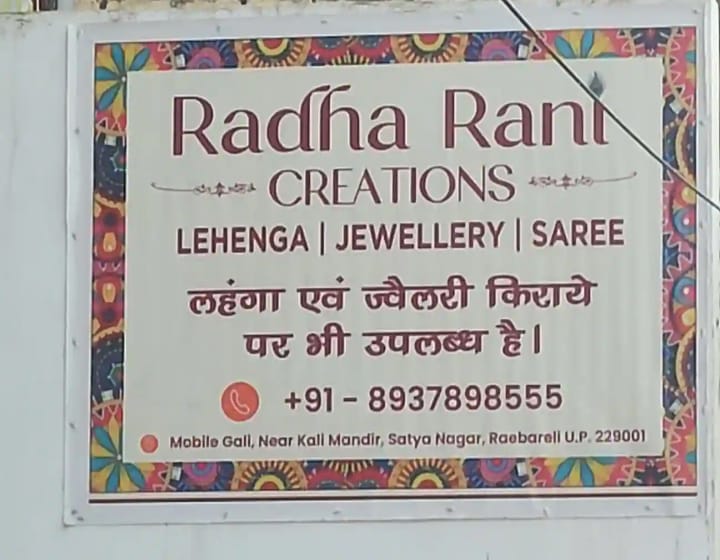 Radha Rani
CREATIONS
LEHENGA | JEWELLERY | SAREE
लहंगा एवं ज्वैलरी किराये
पर भी उपलब्ध है।
+91 - 8937898555
Mobile Gali, Near Kali Mandir, Satya Nagar, Raebareli U.P. 229001